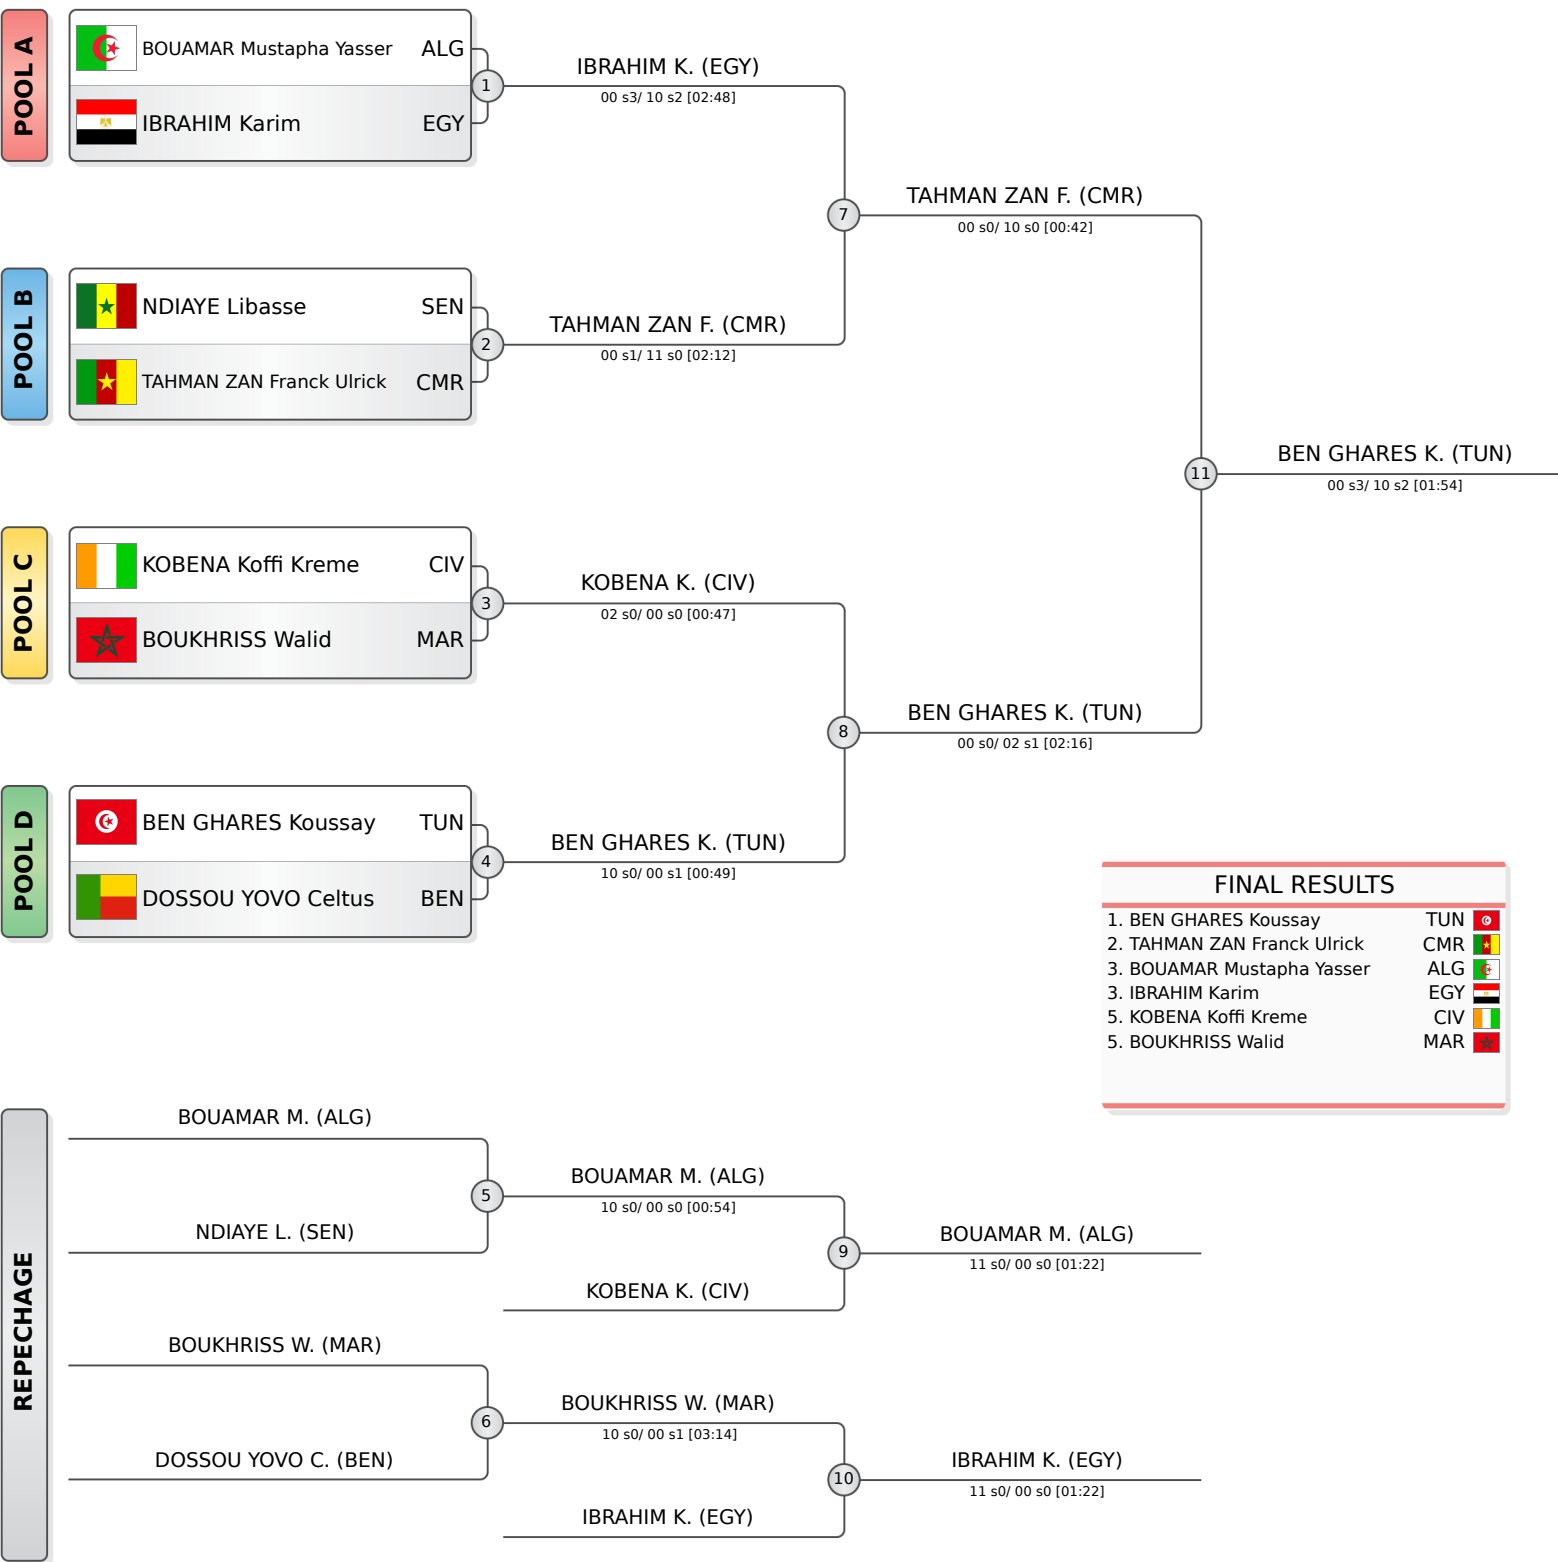 POOL A
BOUAMAR Mustapha Yasser ALG
IBRAHIM Karim EGY
1
IBRAHIM K. (EGY)
00 s3/ 10 s2 [02:48]
POOL B
NDIAYE Libasse SEN
TAHMAN ZAN Franck Ulrick CMR
2
TAHMAN ZAN F. (CMR)
00 s1/ 11 s0 [02:12]
7
TAHMAN ZAN F. (CMR)
00 s0/ 10 s0 [00:42]
POOL C
KOBENA Koffi Kreme CIV
BOUKHRISS Walid MAR
3
KOBENA K. (CIV)
02 s0/ 00 s0 [00:47]
POOL D
BEN GHARES Koussay TUN
DOSSOU YOVO Celtus BEN
4
BEN GHARES K. (TUN)
10 s0/ 00 s1 [00:49]
8
BEN GHARES K. (TUN)
00 s0/ 02 s1 [02:16]
11
BEN GHARES K. (TUN)
00 s3/ 10 s2 [01:54]
FINAL RESULTS
1. BEN GHARES Koussay TUN
2. TAHMAN ZAN Franck Ulrick CMR
3. BOUAMAR Mustapha Yasser ALG
3. IBRAHIM Karim EGY
5. KOBENA Koffi Kreme CIV
5. BOUKHRISS Walid MAR
REPECHAGE
BOUAMAR M. (ALG)
NDIAYE L. (SEN)
5
BOUAMAR M. (ALG)
10 s0/ 00 s0 [00:54]
KOBENA K. (CIV)
9
BOUAMAR M. (ALG)
11 s0/ 00 s0 [01:22]
BOUKHRISS W. (MAR)
DOSSOU YOVO C. (BEN)
6
BOUKHRISS W. (MAR)
10 s0/ 00 s1 [03:14]
IBRAHIM K. (EGY)
10
IBRAHIM K. (EGY)
11 s0/ 00 s0 [01:22]